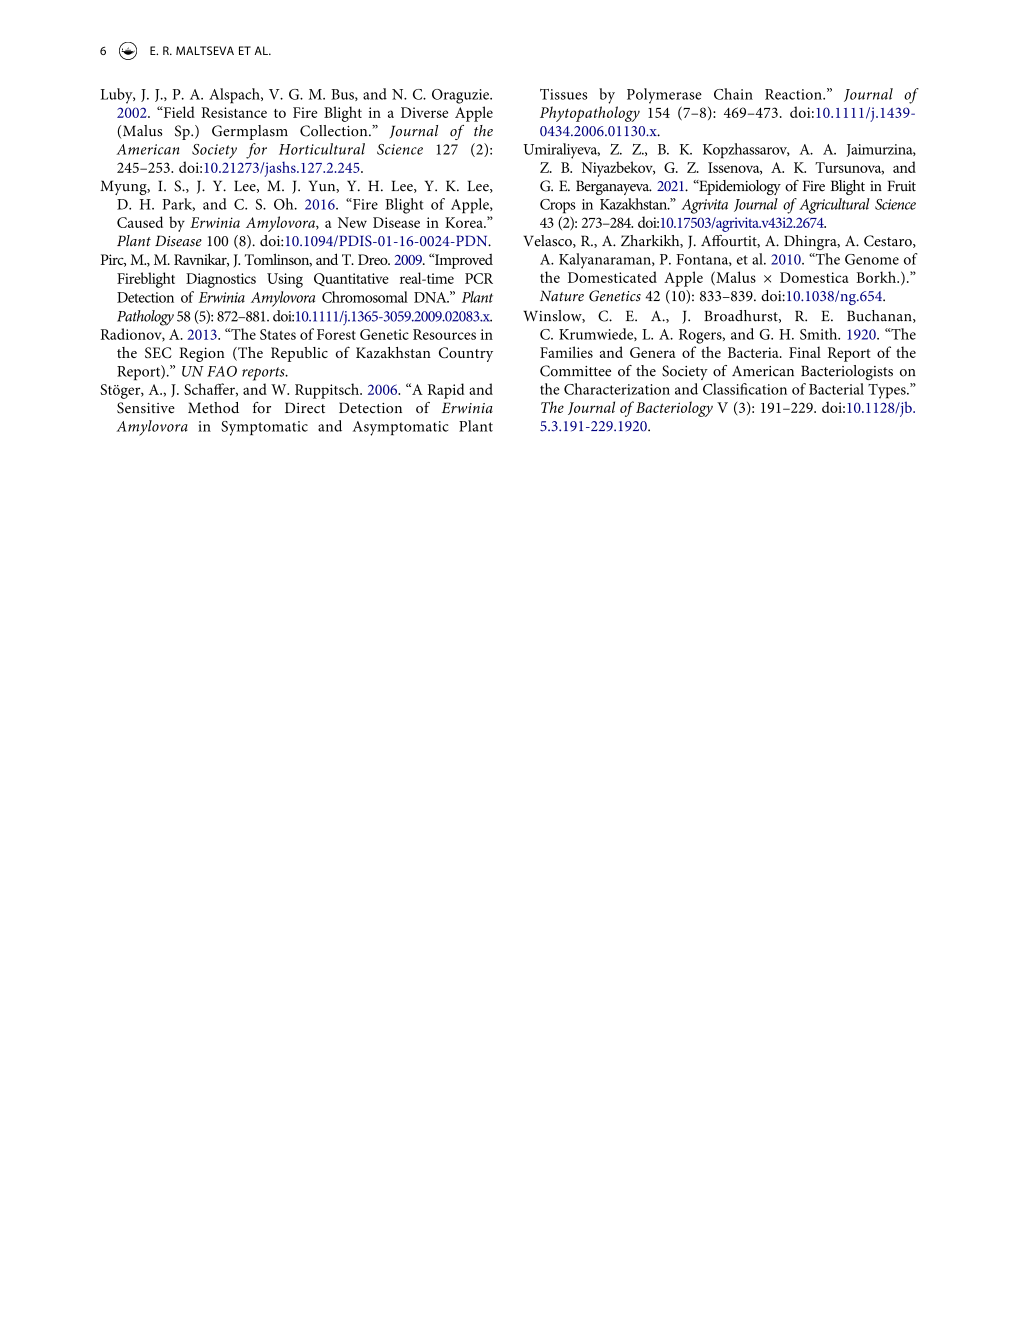 6 E. R. MALTSEVA ET AL.
Luby, J. J., P. A. Alspach, V. G. M. Bus, and N. C. Oraguzie.
2002. “Field Resistance to Fire Blight in a Diverse Apple
(Malus Sp.) Germplasm Collection.” Journal of the
American Society for Horticultural Science 127 (2):
245–253. doi:10.21273/jashs.127.2.245.
Myung, I. S., J. Y. Lee, M. J. Yun, Y. H. Lee, Y. K. Lee,
D. H. Park, and C. S. Oh. 2016. “Fire Blight of Apple,
Caused by Erwinia Amylovora, a New Disease in Korea.”
Plant Disease 100 (8). doi:10.1094/PDIS-01-16-0024-PDN.
Pirc, M., M. Ravnikar, J. Tomlinson, and T. Dreo. 2009. “Improved
Fireblight Diagnostics Using Quantitative real-time PCR
Detection of Erwinia Amylovora Chromosomal DNA.” Plant
Pathology 58 (5): 872–881. doi:10.1111/j.1365-3059.2009.02083.x.
Radionov, A. 2013. “The States of Forest Genetic Resources in
the SEC Region (The Republic of Kazakhstan Country
Report).” UN FAO reports.
Stöger, A., J. Schaffer, and W. Ruppitsch. 2006. “A Rapid and
Sensitive Method for Direct Detection of Erwinia
Amylovora in Symptomatic and Asymptomatic Plant
Tissues by Polymerase Chain Reaction.” Journal of
Phytopathology 154 (7–8): 469–473. doi:10.1111/j.1439-
0434.2006.01130.x.
Umiraliyeva, Z. Z., B. K. Kopzhassarov, A. A. Jaimurzina,
Z. B. Niyazbekov, G. Z. Issenova, A. K. Tursunova, and
G. E. Berganayeva. 2021. “Epidemiology of Fire Blight in Fruit
Crops in Kazakhstan.” Agrivita Journal of Agricultural Science
43 (2): 273–284. doi:10.17503/agrivita.v43i2.2674.
Velasco, R., A. Zharkikh, J. Affourtit, A. Dhingra, A. Cestaro,
A. Kalyanaraman, P. Fontana, et al. 2010. “The Genome of
the Domesticated Apple (Malus × Domestica Borkh.).”
Nature Genetics 42 (10): 833–839. doi:10.1038/ng.654.
Winslow, C. E. A., J. Broadhurst, R. E. Buchanan,
C. Krumwiede, L. A. Rogers, and G. H. Smith. 1920. “The
Families and Genera of the Bacteria. Final Report of the
Committee of the Society of American Bacteriologists on
the Characterization and Classification of Bacterial Types.”
The Journal of Bacteriology V (3): 191–229. doi:10.1128/jb.
5.3.191-229.1920.